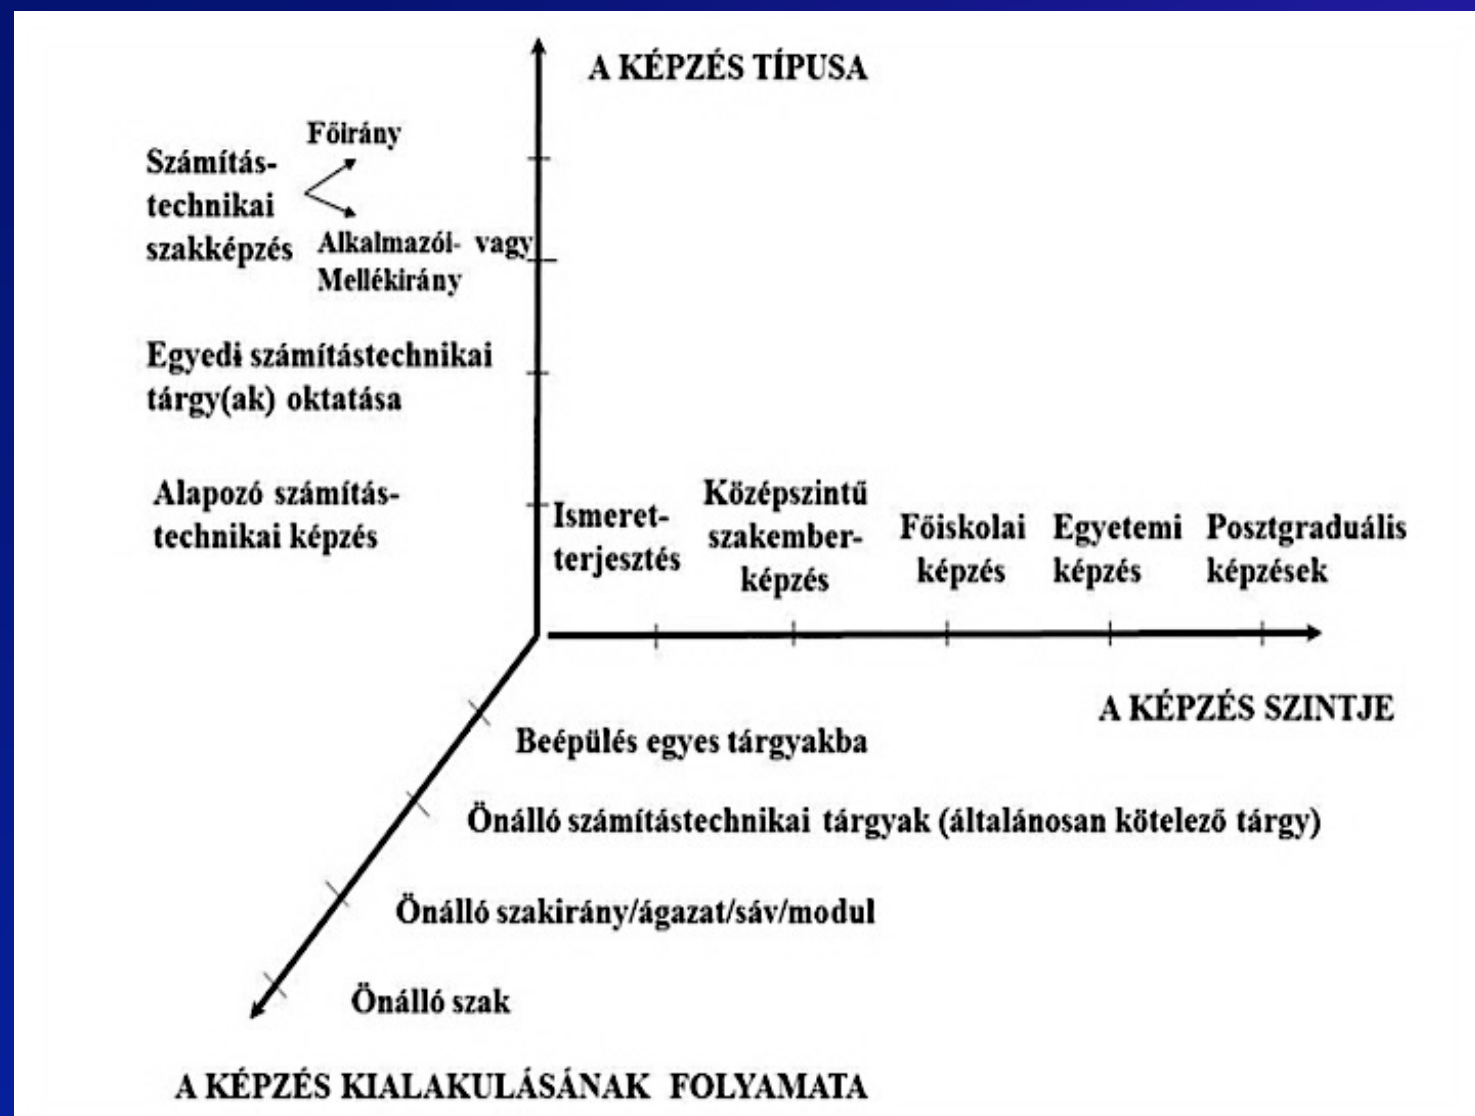 A KÉPZÉS TÍPUSA
Főirány
Számítás-
technikai
szakképzés
Alkalmazói- vagy
Mellékirány
Egyedi számítástechnikai
tárgy(ak) oktatása
Alapozó számítás-
technikai képzés
Ismeret-
terjesztés
Középszintű
szakember-
képzés
Főiskolai
képzés
Egyetemi
képzés
Posztgraduális
képzések
A KÉPZÉS SZINTJE
Beépülés egyes tárgyakba
Önálló számítástechnikai tárgyak (általánosan kötelező tárgy)
Önálló szakirány/ágazat/sáv/modul
Önálló szak
A KÉPZÉS KIALAKULÁSÁNAK FOLYAMATA